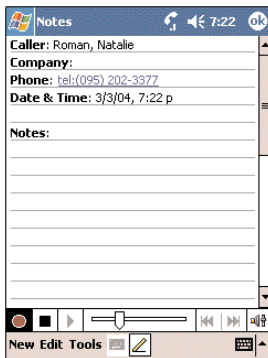 Notes 7:22 ok
Caller: Roman, Natalie
Company:
Phone: tel:(095) 202-3377
Date & Time: 3/3/04, 7:22 p
Notes:
New Edit Tools